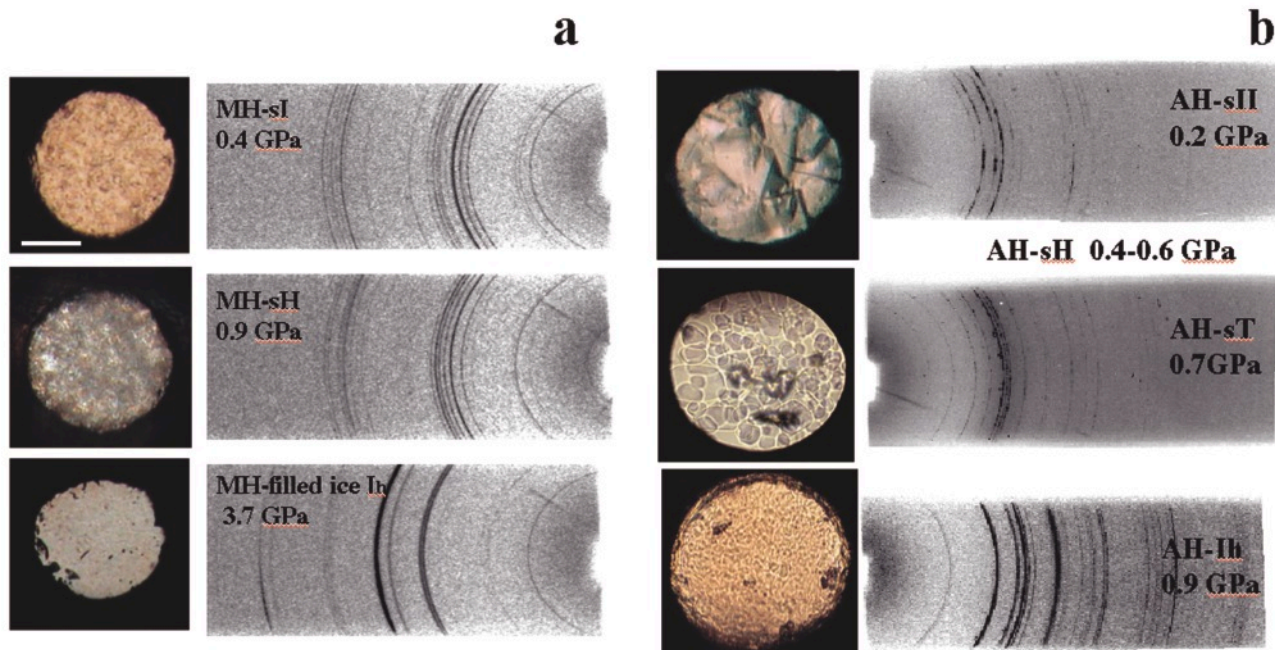 a
MH-sI
0.4 GPa
MH-sH
0.9 GPa
MH-filled ice Ih
3.7 GPa
b
AH-sII
0.2 GPa
AH-sH 0.4-0.6 GPa
AH-sT
0.7GPa
AH-Ih
0.9 GPa